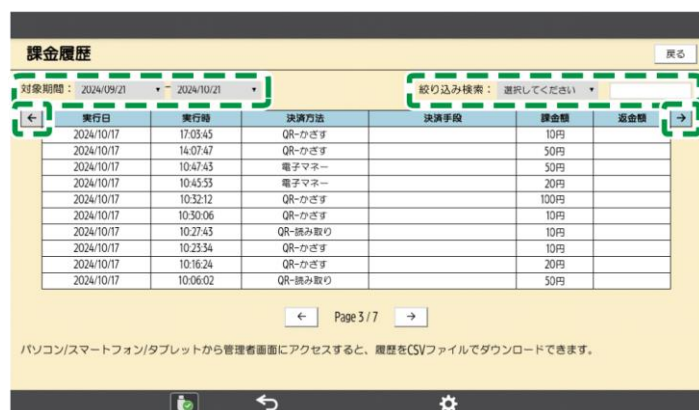 課金履歴
戻る
対象期間： 2024/09/21 - 2024/10/21 絞り込み検索： 選択してください
← 実行日 実行時 決済方法 決済手段 課金額 返金額 →
2024/10/17 17:03:45 QR-かざす 10円
2024/10/17 14:07:47 QR-かざす 50円
2024/10/17 10:47:43 電子マネー 50円
2024/10/17 10:45:53 電子マネー 20円
2024/10/17 10:32:12 QR-かざす 100円
2024/10/17 10:30:06 QR-かざす 10円
2024/10/17 10:27:43 QR-読み取り 10円
2024/10/17 10:23:34 QR-かざす 10円
2024/10/17 10:16:24 QR-かざす 20円
2024/10/17 10:06:02 QR-読み取り 50円
← Page 3 / 7 →
パソコン/スマートフォン/タブレットから管理者画面にアクセスすると、履歴をCSVファイルでダウンロードできます。